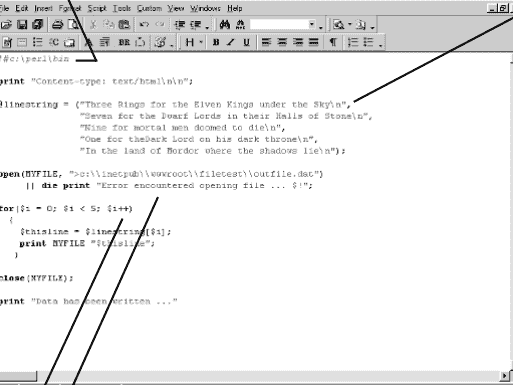 File Edit Insert Format Script Tools Custom View Windows Help
H B I U
#c:\perl\bin
print "Content-type: text/html\n\n";
@linestring = ("Three Rings for the Elven Kings under the Sky\n",
"Seven for the Dwarf Lords in their Halls of Stone\n",
"Nine for mortal men doomed to die\n",
"One for theDark Lord on his dark throne\n",
"In the land of Mordor where the shadows lie\n");
open(MYFILE, ">c:\\inetpub\\wwwroot\\filetest\\outfile.dat")
|| die print "Error encountered opening file ... $!";
for($i = 0; $i < 5; $i++)
{
$thisline = $linestring[$i];
print MYFILE "$thisline";
}
close(MYFILE);
print "Data has been written ..."